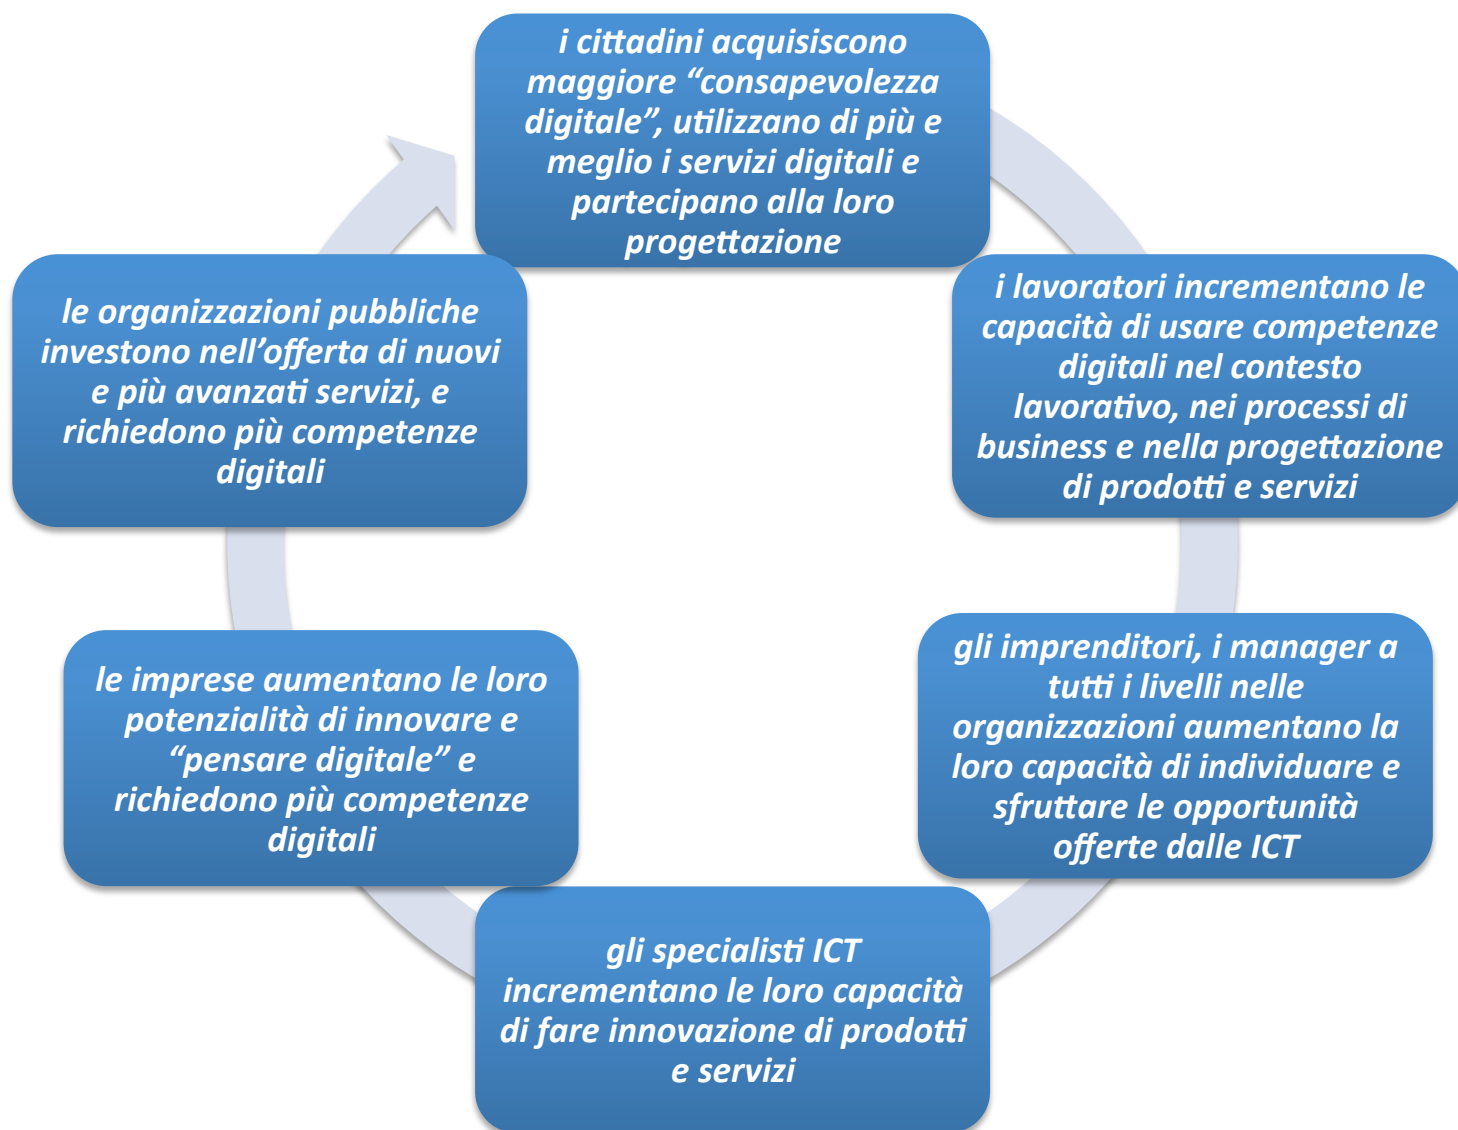 i cittadini acquisiscono
maggiore “consapevolezza
digitale”, utilizzano di più e
meglio i servizi digitali e
partecipano alla loro
progettazione
i lavoratori incrementano le
capacità di usare competenze
digitali nel contesto
lavorativo, nei processi di
business e nella progettazione
di prodotti e servizi
gli imprenditori, i manager a
tutti i livelli nelle
organizzazioni aumentano la
loro capacità di individuare e
sfruttare le opportunità
offerte dalle ICT
gli specialisti ICT
incrementano le loro capacità
di fare innovazione di prodotti
e servizi
le imprese aumentano le loro
potenzialità di innovare e
“pensare digitale” e
richiedono più competenze
digitali
le organizzazioni pubbliche
investono nell’offerta di nuovi
e più avanzati servizi, e
richiedono più competenze
digitali